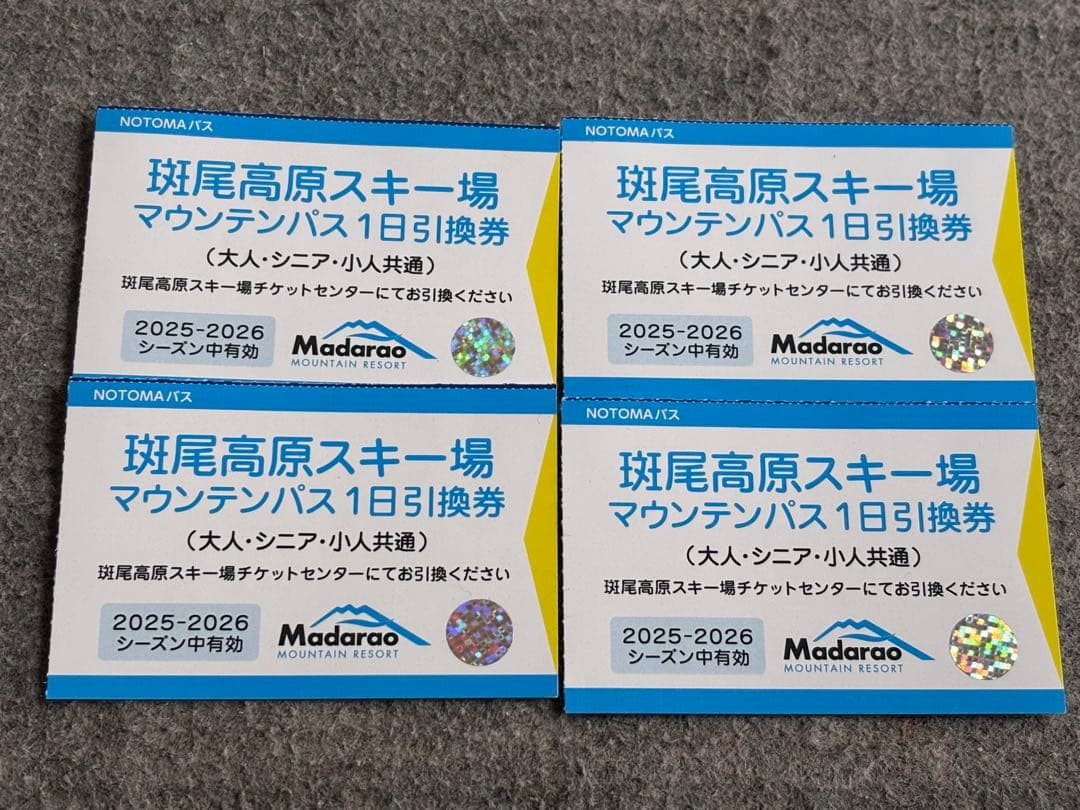 NOTOMAパス
斑尾高原スキー場
マウンテンパス1日引換券
(大人・シニア・小人共通)
斑尾高原スキー場チケットセンターにてお引換ください
2025-2026
シーズン中有効
Madarao
MOUNTAIN RESORT
NOTOMAパス
斑尾高原スキー場
マウンテンパス1日引換券
(大人・シニア・小人共通)
斑尾高原スキー場チケットセンターにてお引換ください
2025-2026
シーズン中有効
Madarao
MOUNTAIN RESORT
NOTOMAパス
斑尾高原スキー場
マウンテンパス1日引換券
(大人・シニア・小人共通)
斑尾高原スキー場チケットセンターにてお引換ください
2025-2026
シーズン中有効
Madarao
MOUNTAIN RESORT
NOTOMAパス
斑尾高原スキー場
マウンテンパス1日引換券
(大人・シニア・小人共通)
斑尾高原スキー場チケットセンターにてお引換ください
2025-2026
シーズン中有効
Madarao
MOUNTAIN RESORT